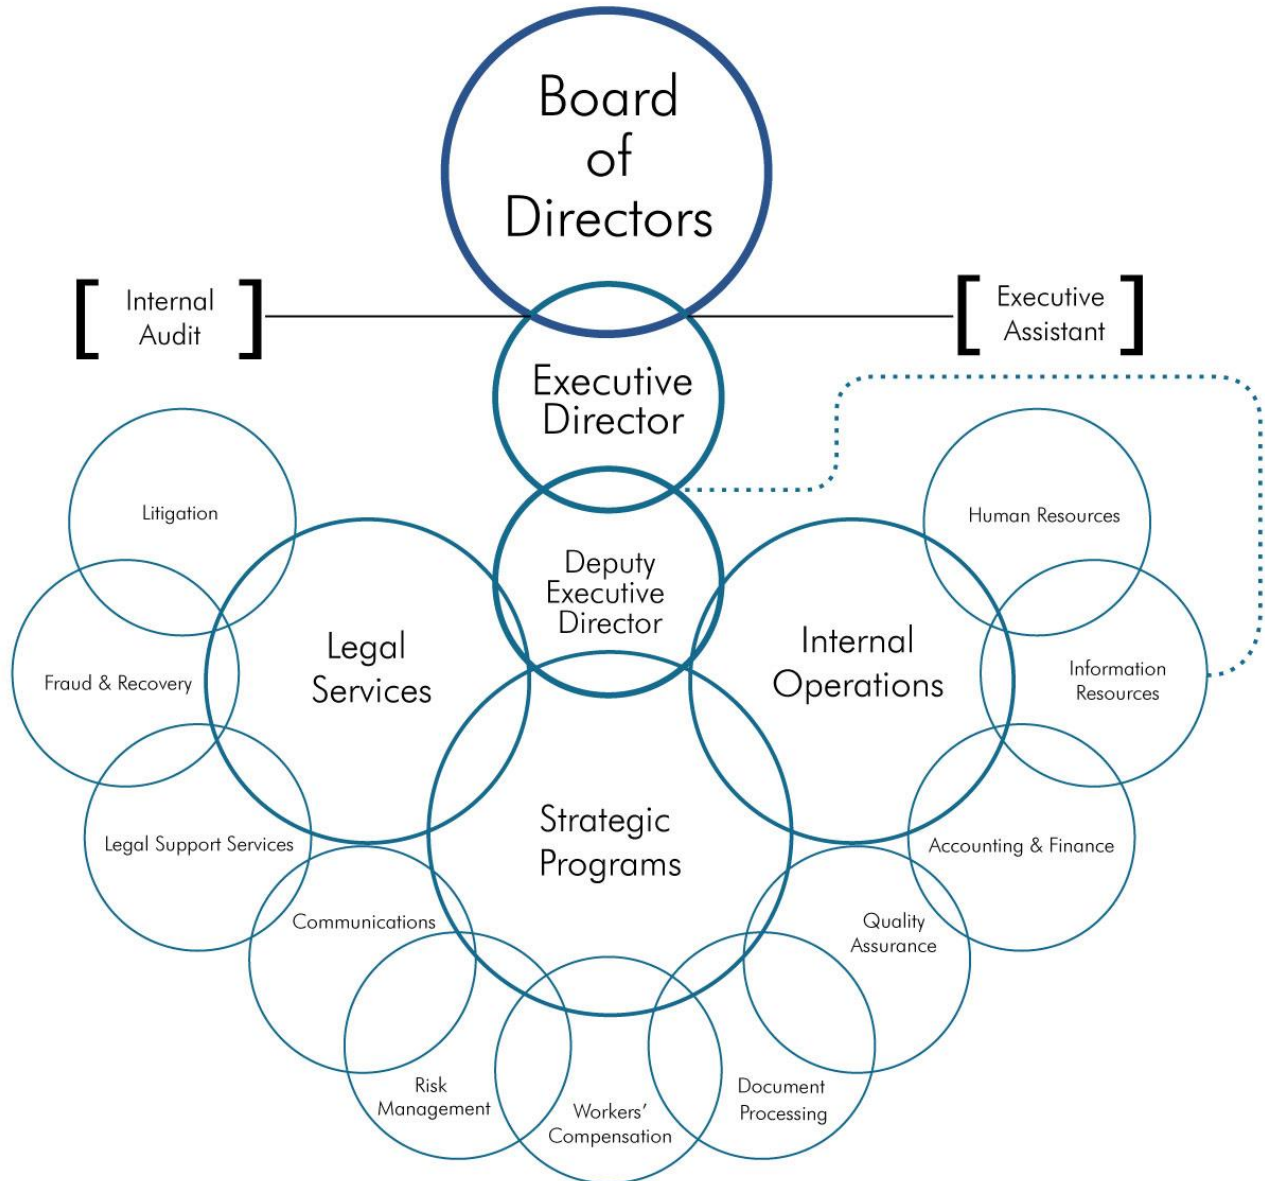 Board
of
Directors
[ Internal
Audit ]
[ Executive
Assistant ]
Executive
Director
Deputy
Executive
Director
Litigation
Human Resources
Legal
Services
Internal
Operations
Fraud & Recovery
Information
Resources
Strategic
Programs
Legal Support Services
Accounting & Finance
Communications
Quality
Assurance
Risk
Management
Workers’
Compensation
Document
Processing